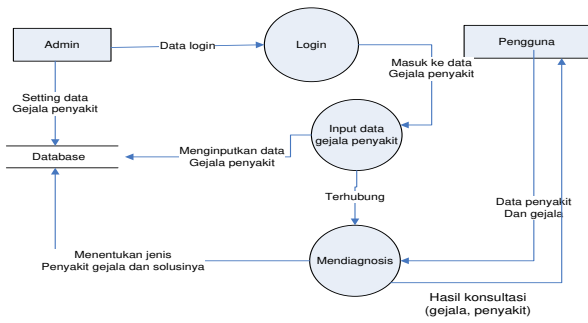 Admin
Data login
Login
Pengguna
Masuk ke data
Gejala penyakit
Setting data
Gejala penyakit
Input data
gejala penyakit
Menginputkan data
Gejala penyakit
Database
Terhubung
Data penyakit
Dan gejala
Menentukan jenis
Penyakit gejala dan solusinya
Mendiagnosis
Hasil konsultasi
(gejala, penyakit)